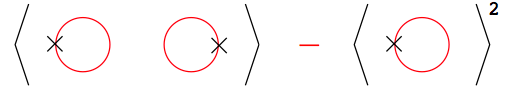 ⟨ ⟩ − ⟨ ⟩²